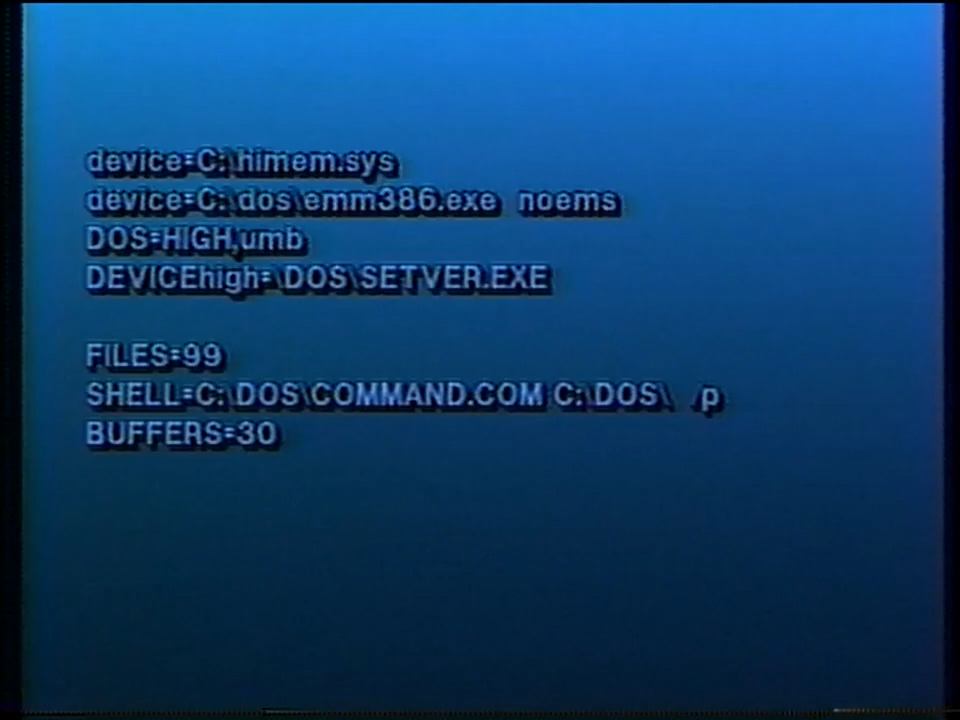 device=C:\himem.sys
device=C:\dos\emm386.exe noems
DOS=HIGH,umb
DEVICEhigh=\DOS\SETVER.EXE
FILES=99
SHELL=C:\DOS\COMMAND.COM C:\DOS\ /p
BUFFERS=30